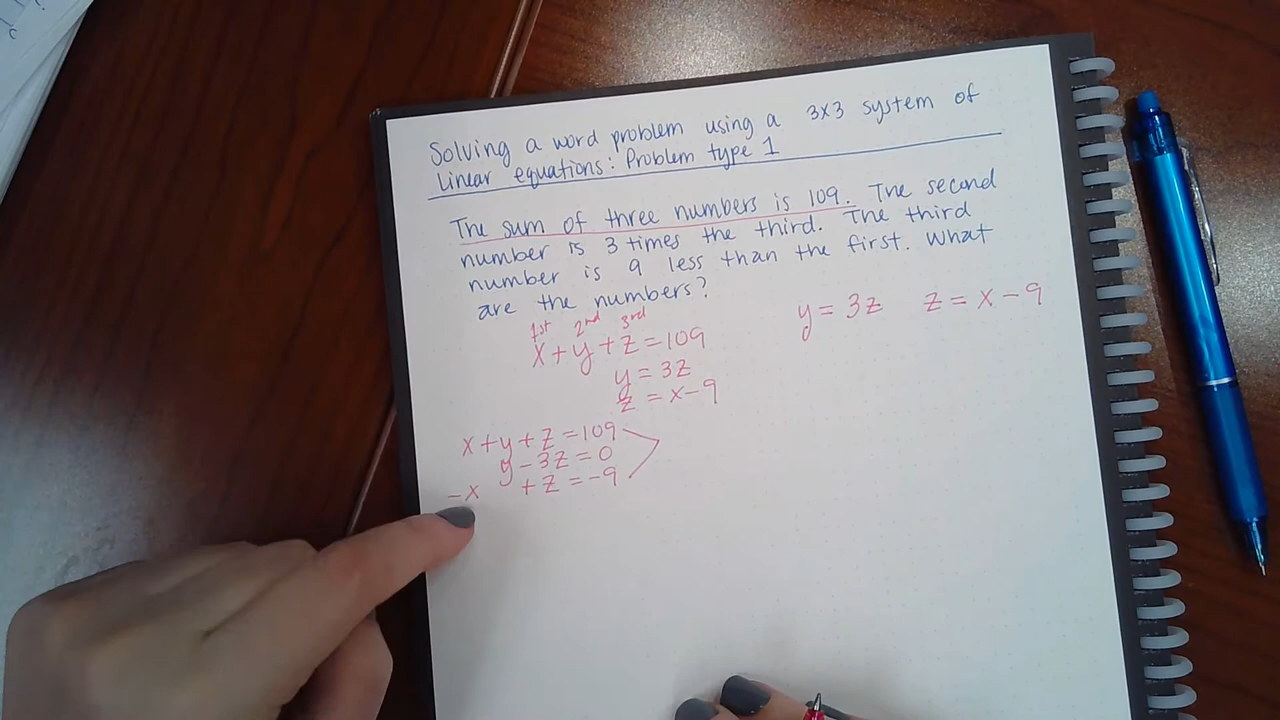 Solving a word problem using a 3x3 system of
linear equations: Problem type 1
The sum of three numbers is 109. The second
number is 3 times the third. The third
number is 9 less than the first. What
are the numbers?
y = 3z z = x - 9
1st 2nd 3rd
x + y + z = 109
y = 3z
z = x - 9
x + y + z = 109
y - 3z = 0
-x + z = -9